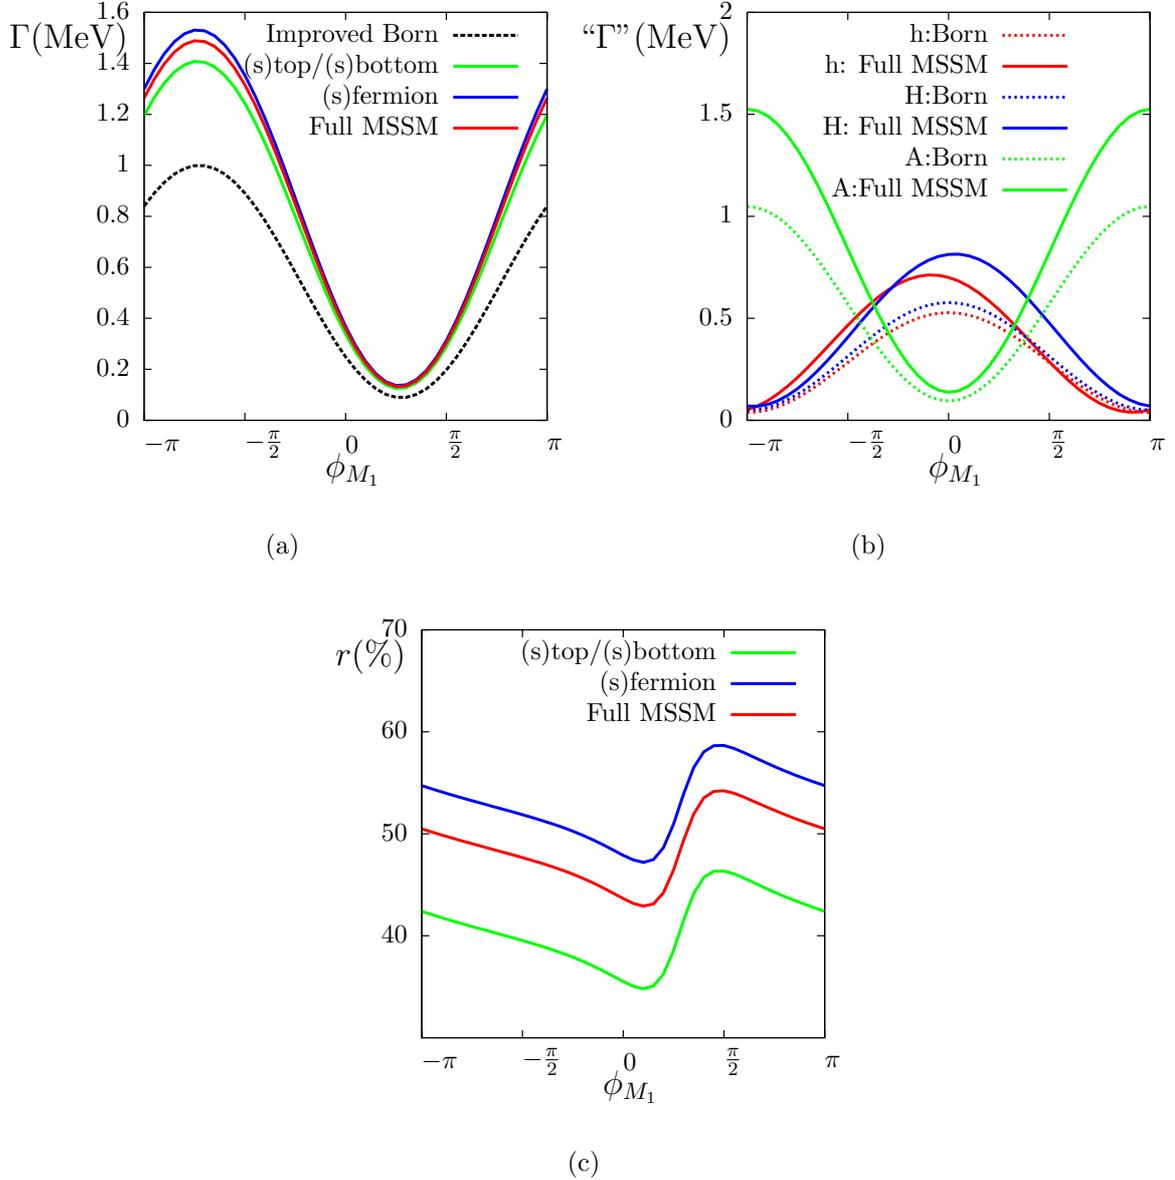 Γ(MeV)
1.6
1.4
1.2
1
0.8
0.6
0.4
0.2
0
Improved Born
(s)top/(s)bottom
(s)fermion
Full MSSM
−π
−π/2
0
π/2
π
ϕ_{M_1}
(a)
“Γ”(MeV)
2
1.5
1
0.5
0
h:Born
h: Full MSSM
H:Born
H: Full MSSM
A:Born
A:Full MSSM
−π
−π/2
0
π/2
π
ϕ_{M_1}
(b)
r(%)
70
60
50
40
(s)top/(s)bottom
(s)fermion
Full MSSM
−π
−π/2
0
π/2
π
ϕ_{M_1}
(c)